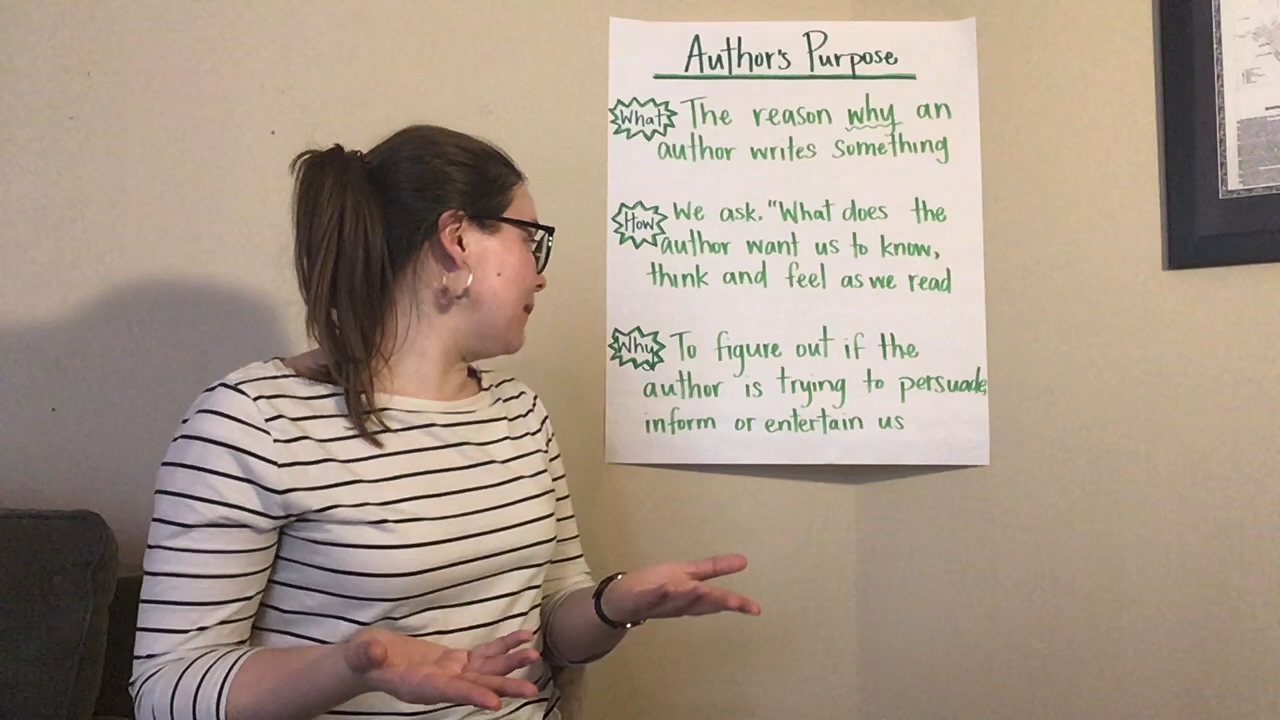 Author's Purpose
What The reason why an
author writes something
How We ask. "What does the
author want us to know,
think and feel as we read
Why To figure out if the
author is trying to persuade,
inform or entertain us